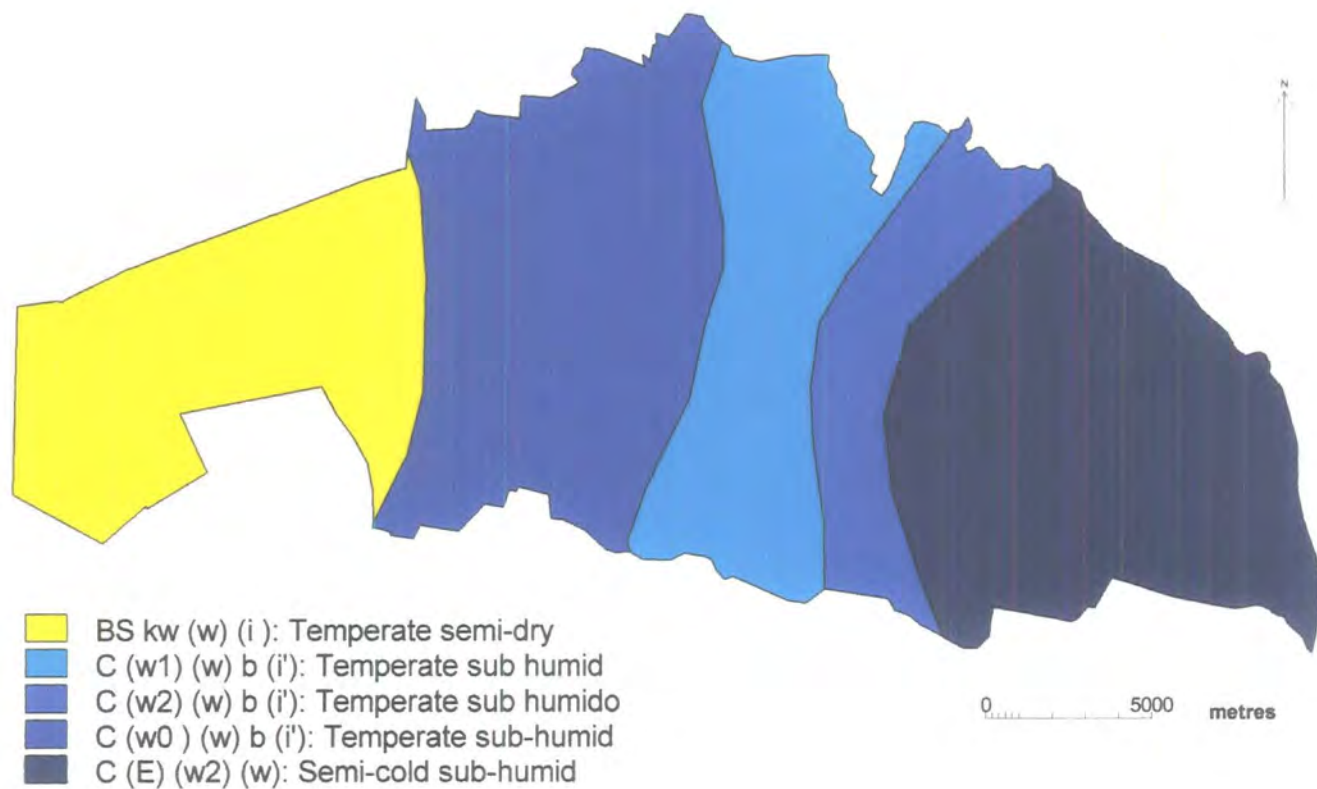 N
BS kw (w) (i ): Temperate semi-dry
C (w1) (w) b (i'): Temperate sub humid
C (w2) (w) b (i'): Temperate sub humido
C (w0 ) (w) b (i'): Temperate sub-humid
C (E) (w2) (w): Semi-cold sub-humid
0 5000 metres